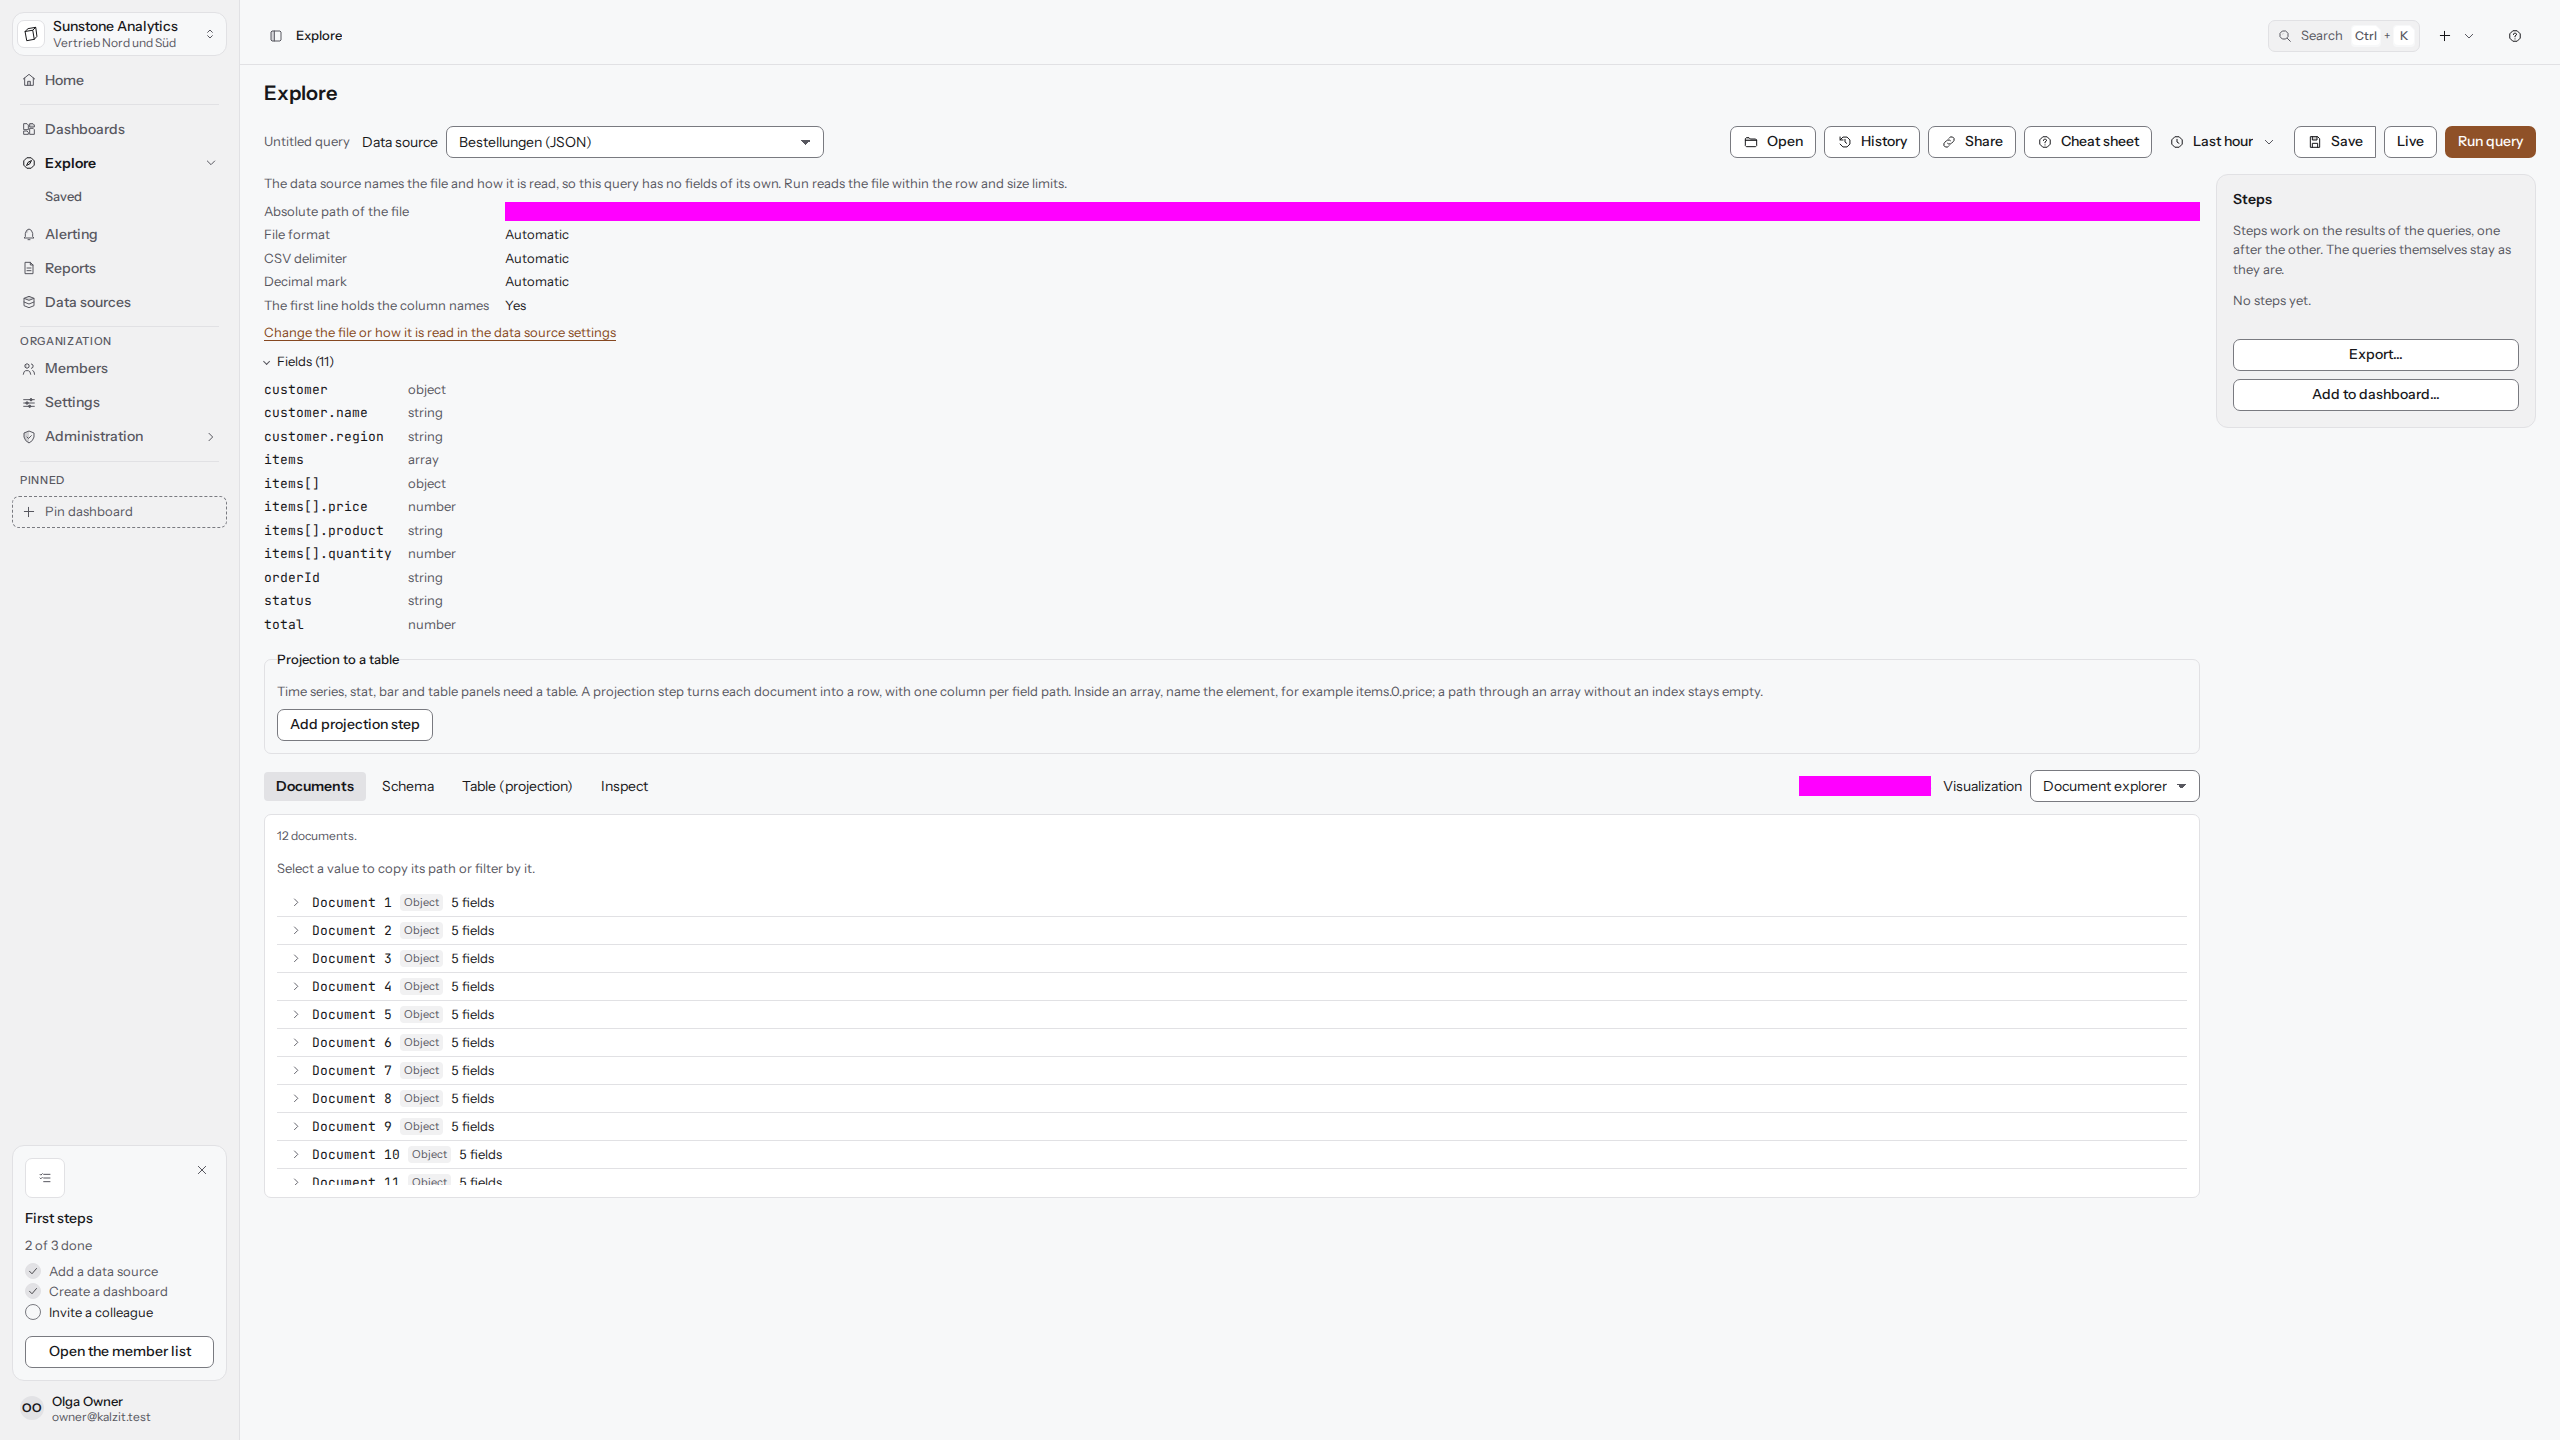 Sunstone Analytics
Vertrieb Nord und Süd
Home
Dashboards
Explore
Saved
Alerting
Reports
Data sources
ORGANIZATION
Members
Settings
Administration
PINNED
Pin dashboard
First steps
2 of 3 done
Add a data source
Create a dashboard
Invite a colleague
Open the member list
OO
Olga Owner
owner@kalzit.test
Explore
Search Ctrl + K
Explore
Untitled query Data source Bestellungen (JSON)
Open History Share Cheat sheet Last hour Save Live Run query
The data source names the file and how it is read, so this query has no fields of its own. Run reads the file within the row and size limits.
Absolute path of the file
File format Automatic
CSV delimiter Automatic
Decimal mark Automatic
The first line holds the column names Yes
Change the file or how it is read in the data source settings
Fields (11)
customer object
customer.name string
customer.region string
items array
items[] object
items[].price number
items[].product string
items[].quantity number
orderId string
status string
total number
Projection to a table
Time series, stat, bar and table panels need a table. A projection step turns each document into a row, with one column per field path. Inside an array, name the element, for example items.0.price; a path through an array without an index stays empty.
Add projection step
Documents Schema Table (projection) Inspect
Visualization Document explorer
12 documents.
Select a value to copy its path or filter by it.
Document 1 Object 5 fields
Document 2 Object 5 fields
Document 3 Object 5 fields
Document 4 Object 5 fields
Document 5 Object 5 fields
Document 6 Object 5 fields
Document 7 Object 5 fields
Document 8 Object 5 fields
Document 9 Object 5 fields
Document 10 Object 5 fields
Document 11 Object 5 fields
Steps
Steps work on the results of the queries, one
after the other. The queries themselves stay as
they are.
No steps yet.
Export...
Add to dashboard...